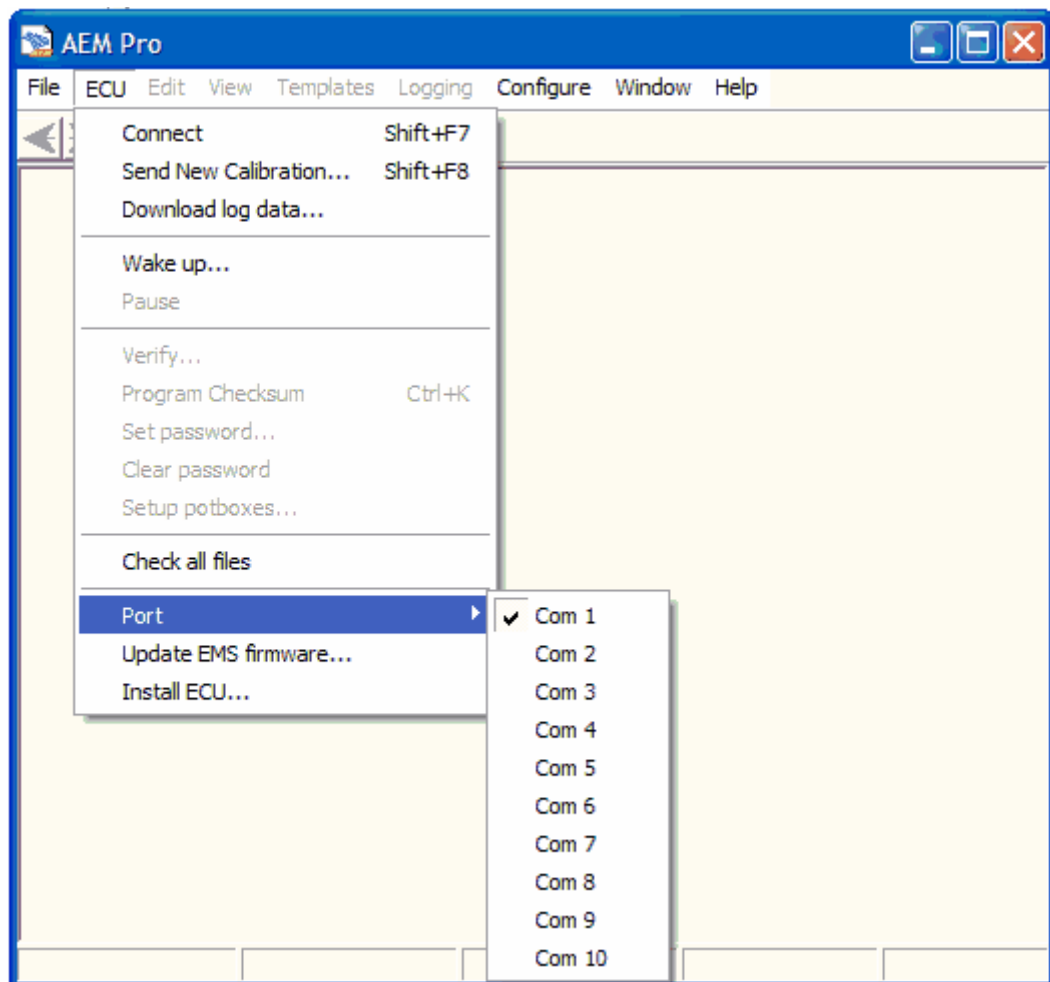 AEM Pro
File ECU Edit View Templates Logging Configure Window Help
Connect Shift+F7
Send New Calibration... Shift+F8
Download log data...
Wake up...
Pause
Verify...
Program Checksum Ctrl+K
Set password...
Clear password
Setup potboxes...
Check all files
Port
Update EMS firmware...
Install ECU...
Com 1
Com 2
Com 3
Com 4
Com 5
Com 6
Com 7
Com 8
Com 9
Com 10